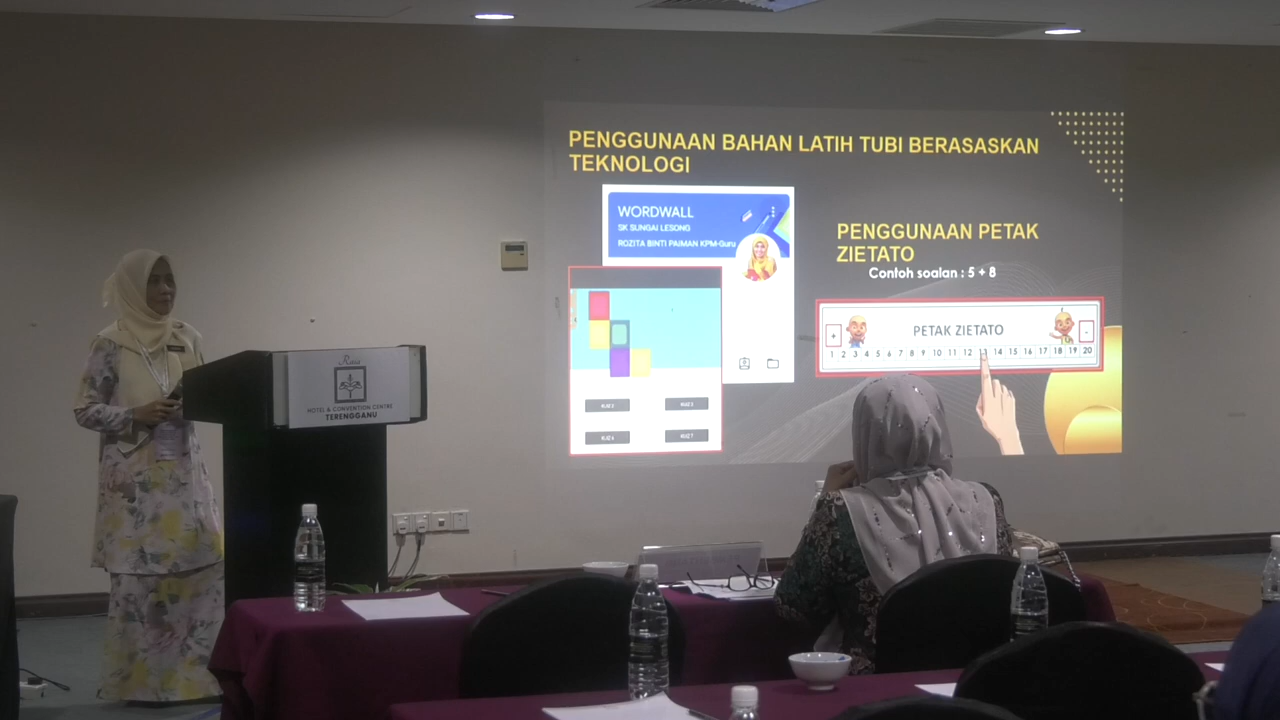 PENGGUNAAN BAHAN LATIH TUBI BERASASKAN
TEKNOLOGI
WORDWALL
SK SUNGAI LESONG
ROZITA BINTI PAIMAN KPM-Guru
PENGGUNAAN PETAK
ZIETATO
Contoh soalan : 5 + 8
+
PETAK ZIETATO
-
1 2 3 4 5 6 7 8 9 10 11 12 13 14 15 16 17 18 19 20
HOTEL & CONVENTION CENTRE
TERENGGANU